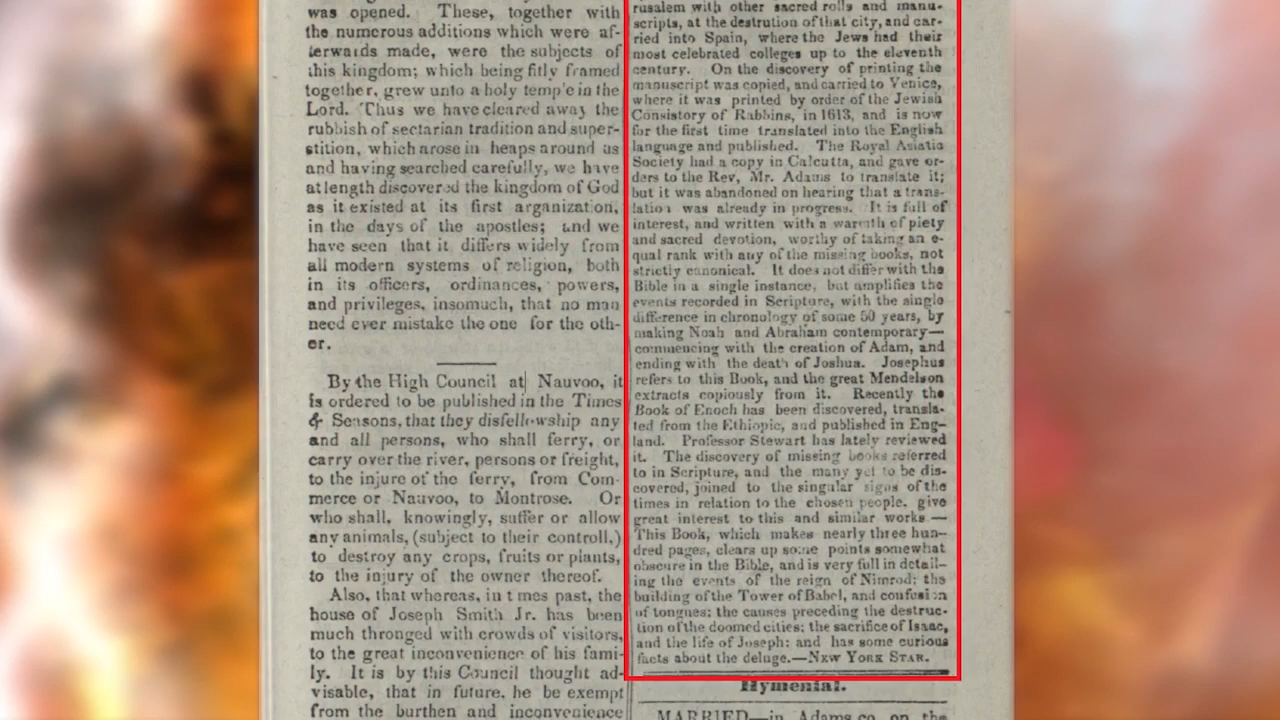 was opened. These, together with
the numerous additions which were af-
terwards made, were the subjects of
this kingdom; which being fitly framed
together, grew unto a holy temp'e in the
Lord. Thus we have cleared away the
rubbish of sectarian tradition and super-
stition, which arose in heaps around us
and having searched carefully, we have
at length discovered the kingdom of God
as it existed at its first arganization,
in the days of the apostles; and we
have seen that it differs widely from
all modern systems of religion, both
in its officers, ordinances, powers,
and privileges, insomuch, that no man
need ever mistake the one for the oth-
er.
By the High Council at Nauvoo, it
is ordered to be published in the Times
& Seasons, that they disfellowship any
and all persons, who shall ferry, or
carry over the river, persons or freight,
to the injure of the ferry, from Com-
merce or Nauvoo, to Montrose. Or
who shall, knowingly, suffer or allow
any animals, (subject to their controll,)
to destroy any crops, fruits or plants,
to the injury of the owner thereof.
Also, that whereas, in t mes past, the
house of Joseph Smith Jr. has been
much thronged with crowds of visitors,
to the great inconvenience of his fami-
ly. It is by this Council thought ad-
visable, that in future, he be exempt
from the burthen and inconvenience
rusalem with other sacred rolls and manu-
scripts, at the destrution of that city, and car-
ried into Spain, where the Jews had their
most celebrated colleges up to the eleventh
century. On the discovery of printing the
manuscript was copied, and carried to Venice,
where it was printed by order of the Jewish
Consistory of Rabbins, in 1613, and is now
for the first time translated into the English
language and published. The Royal Asiatic
Society had a copy in Calcutta, and gave or-
ders to the Rev, Mr. Adams to translate it;
but it was abandoned on hearing that a trans-
lation was already in progress. It is full of
interest, and written with a warmth of piety
and sacred devotion, worthy of taking an e-
qual rank with any of the missing books, not
strictly canonical. It does not differ with the
Bible in a single instance, but amplifies the
events recorded in Scripture, with the single
difference in chronology of some 50 years, by
making Noah and Abraham contemporary—
commencing with the creation of Adam, and
ending with the death of Joshua. Josephus
refers to this Book, and the great Mendelson
extracts copiously from it. Recently the
Book of Enoch has been discovered, transla-
ted from the Ethiopic, and published in Eng-
land. Professor Stewart has lately reviewed
it. The discovery of missing books referred
to in Scripture, and the many yet to be dis-
covered, joined to the singular signs of the
times in relation to the chosen people, give
great interest to this and similar works —
This Book, which makes nearly three hun-
dred pages, clears up some points somewhat
obscure in the Bible, and is very full in detail-
ing the events of the reign of Nimrod; the
building of the Tower of Babel, and confusion
of tongues; the causes preceding the destruc-
tion of the doomed cities; the sacrifice of Isaac,
and the life of Joseph; and has some curious
facts about the deluge.—NEW YORK STAR.
Hymenial.
MARRIED—in Adams co. on the